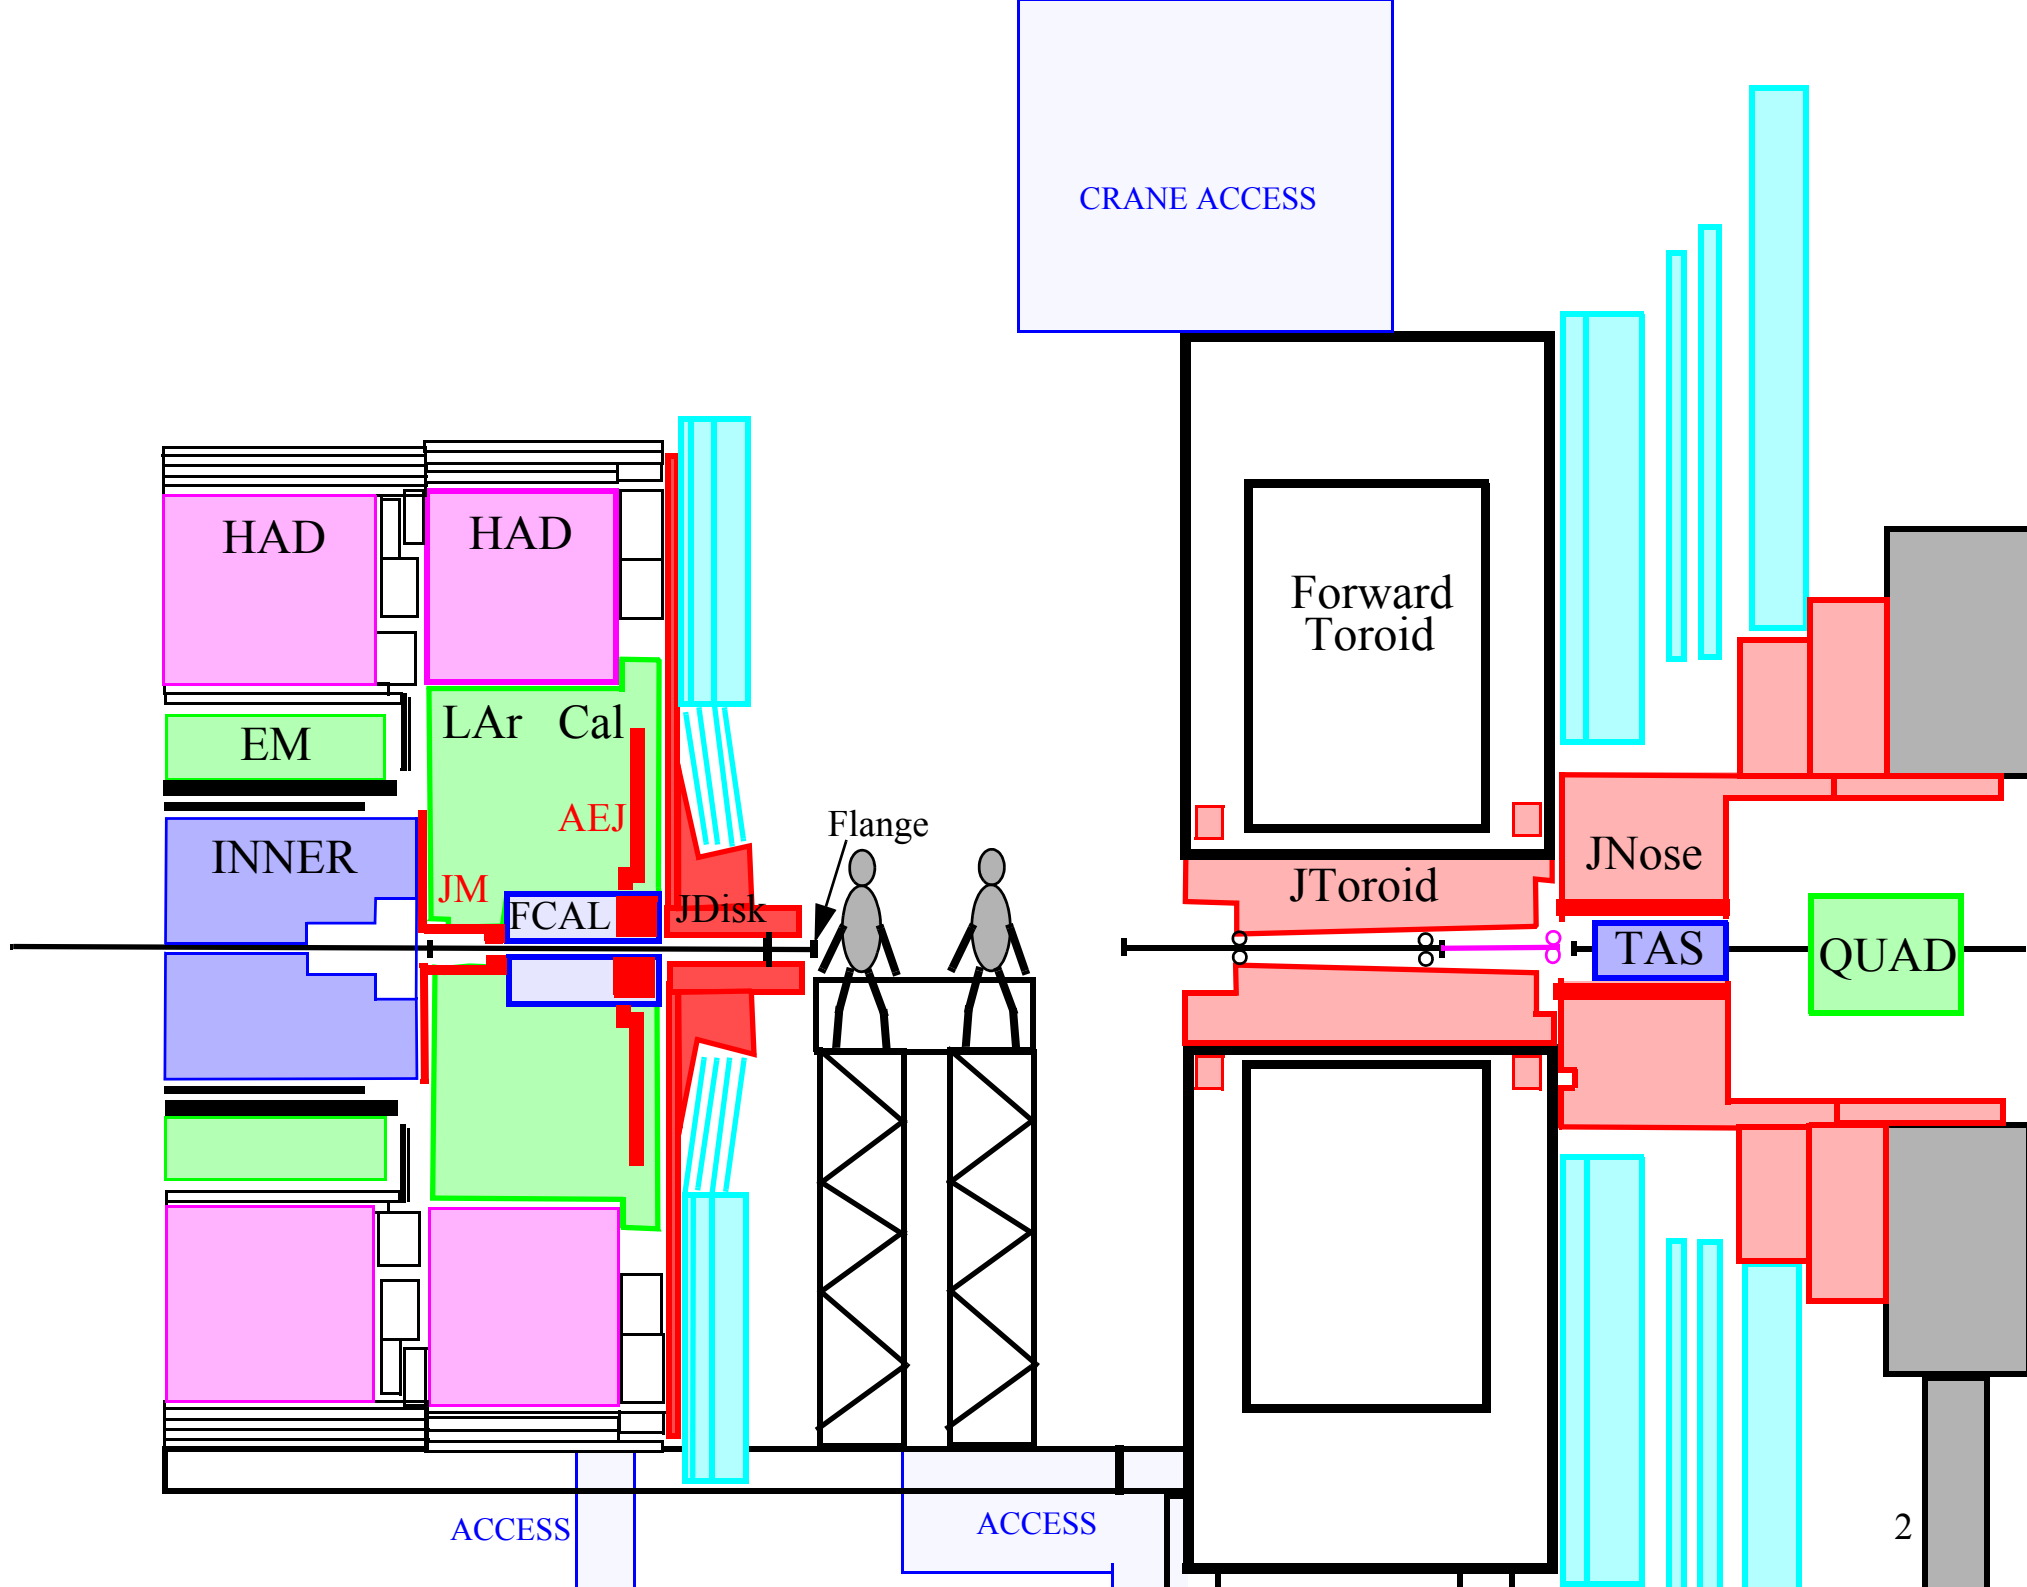 CRANE ACCESS
HAD
HAD
Forward
Toroid
LAr Cal
EM
AEJ
Flange
INNER
JM
FCAL
JDisk
JToroid
JNose
TAS
QUAD
ACCESS
ACCESS
2